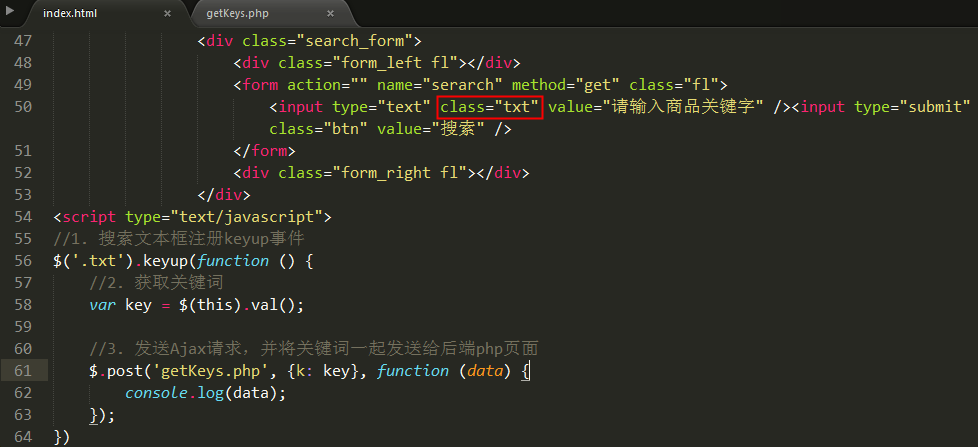 index.html × getKeys.php ×
47 <div class="search_form">
48 <div class="form_left fl"></div>
49 <form action="" name="serarch" method="get" class="fl">
50 <input type="text" class="txt" value="请输入商品关键字" /><input type="submit"
class="btn" value="搜索" />
51 </form>
52 <div class="form_right fl"></div>
53 </div>
54 <script type="text/javascript">
55 //1. 搜索文本框注册keyup事件
56 $('.txt').keyup(function () {
57 //2. 获取关键词
58 var key = $(this).val();
59
60 //3. 发送Ajax请求，并将关键词一起发送给后端php页面
61 $.post('getKeys.php', {k: key}, function (data) {
62 console.log(data);
63 });
64 })